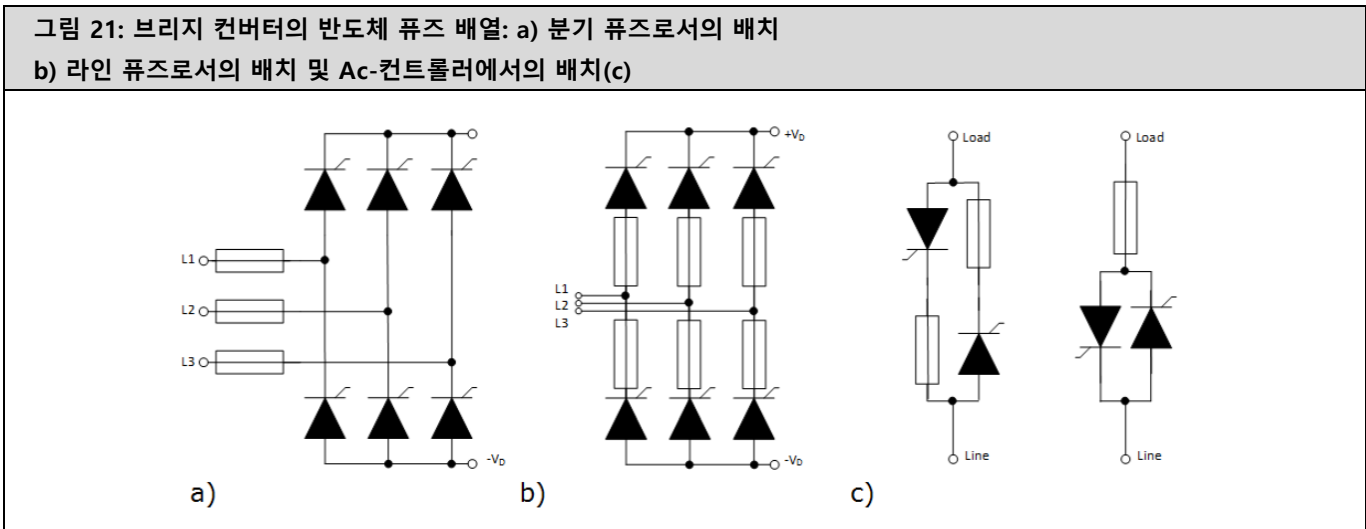 그림 21: 브리지 컨버터의 반도체 퓨즈 배열: a) 분기 퓨즈로서의 배치
b) 라인 퓨즈로서의 배치 및 Ac-컨트롤러에서의 배치(c)
L1
L2
L3
-VD
a)
+VD
L1
L2
L3
-VD
b)
Load
Line
Load
Line
c)